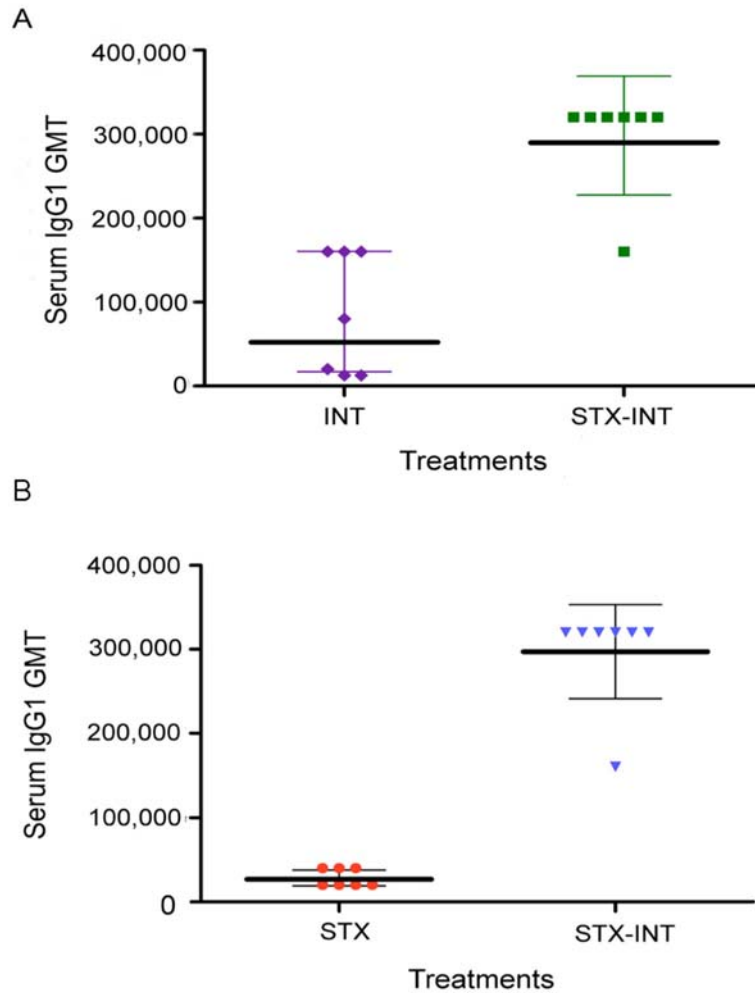 A
Serum IgG1 GMT
400,000
300,000
200,000
100,000
0
INT STX-INT
Treatments
B
Serum IgG1 GMT
400,000
300,000
200,000
100,000
0
STX STX-INT
Treatments